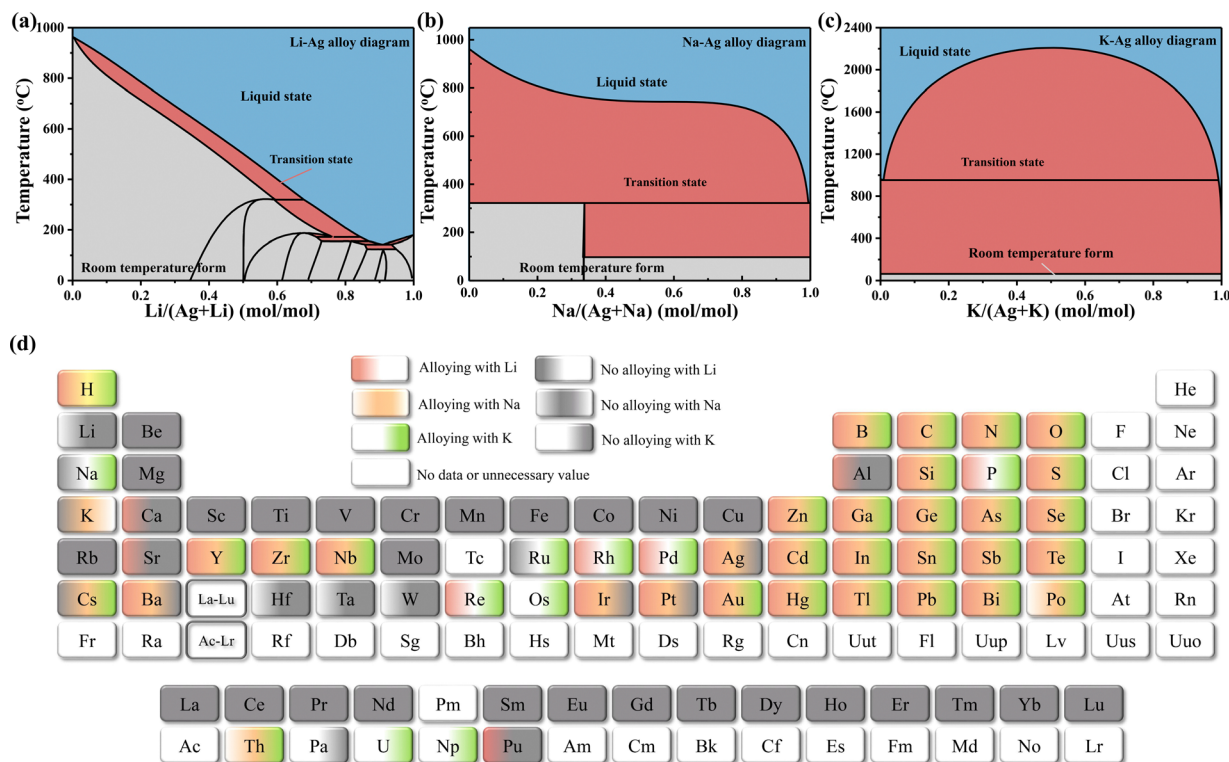 (a)
1000
800
600
400
200
0
Temperature (°C)
Li-Ag alloy diagram
Liquid state
Transition state
Room temperature form
0.0 0.2 0.4 0.6 0.8 1.0
Li/(Ag+Li) (mol/mol)
(b)
1000
800
600
400
200
0
Temperature (°C)
Na-Ag alloy diagram
Liquid state
Transition state
Room temperature form
0.0 0.2 0.4 0.6 0.8 1.0
Na/(Ag+Na) (mol/mol)
(c)
2400
2000
1600
1200
800
400
0
Temperature (°C)
K-Ag alloy diagram
Liquid state
Transition state
Room temperature form
0.0 0.2 0.4 0.6 0.8 1.0
K/(Ag+K) (mol/mol)
(d)
Alloying with Li No alloying with Li
Alloying with Na No alloying with Na
Alloying with K No alloying with K
No data or unnecessary value
H He
Li Be B C N O F Ne
Na Mg Al Si P S Cl Ar
K Ca Sc Ti V Cr Mn Fe Co Ni Cu Zn Ga Ge As Se Br Kr
Rb Sr Y Zr Nb Mo Tc Ru Rh Pd Ag Cd In Sn Sb Te I Xe
Cs Ba La-Lu Hf Ta W Re Os Ir Pt Au Hg Tl Pb Bi Po At Rn
Fr Ra Ac-Lr Rf Db Sg Bh Hs Mt Ds Rg Cn Uut Fl Uup Lv Uus Uuo
La Ce Pr Nd Pm Sm Eu Gd Tb Dy Ho Er Tm Yb Lu
Ac Th Pa U Np Pu Am Cm Bk Cf Es Fm Md No Lr